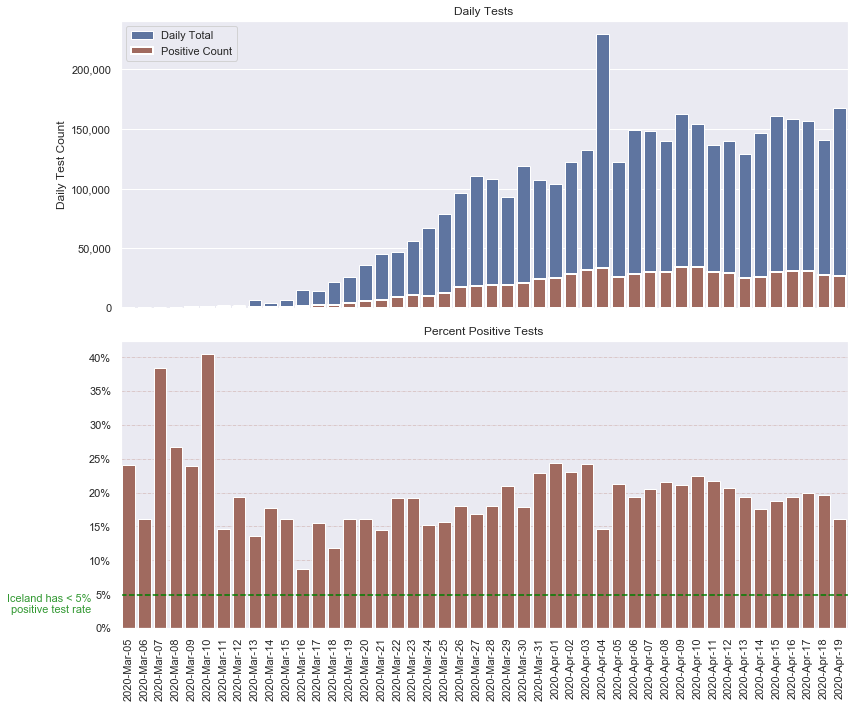 Daily Tests
Daily Total
Positive Count
Daily Test Count
200,000
150,000
100,000
50,000
0
Percent Positive Tests
40%
35%
30%
25%
20%
15%
10%
5%
0%
Iceland has < 5%
positive test rate
2020-Mar-05
2020-Mar-06
2020-Mar-07
2020-Mar-08
2020-Mar-09
2020-Mar-10
2020-Mar-11
2020-Mar-12
2020-Mar-13
2020-Mar-14
2020-Mar-15
2020-Mar-16
2020-Mar-17
2020-Mar-18
2020-Mar-19
2020-Mar-20
2020-Mar-21
2020-Mar-22
2020-Mar-23
2020-Mar-24
2020-Mar-25
2020-Mar-26
2020-Mar-27
2020-Mar-28
2020-Mar-29
2020-Mar-30
2020-Mar-31
2020-Apr-01
2020-Apr-02
2020-Apr-03
2020-Apr-04
2020-Apr-05
2020-Apr-06
2020-Apr-07
2020-Apr-08
2020-Apr-09
2020-Apr-10
2020-Apr-11
2020-Apr-12
2020-Apr-13
2020-Apr-14
2020-Apr-15
2020-Apr-16
2020-Apr-17
2020-Apr-18
2020-Apr-19